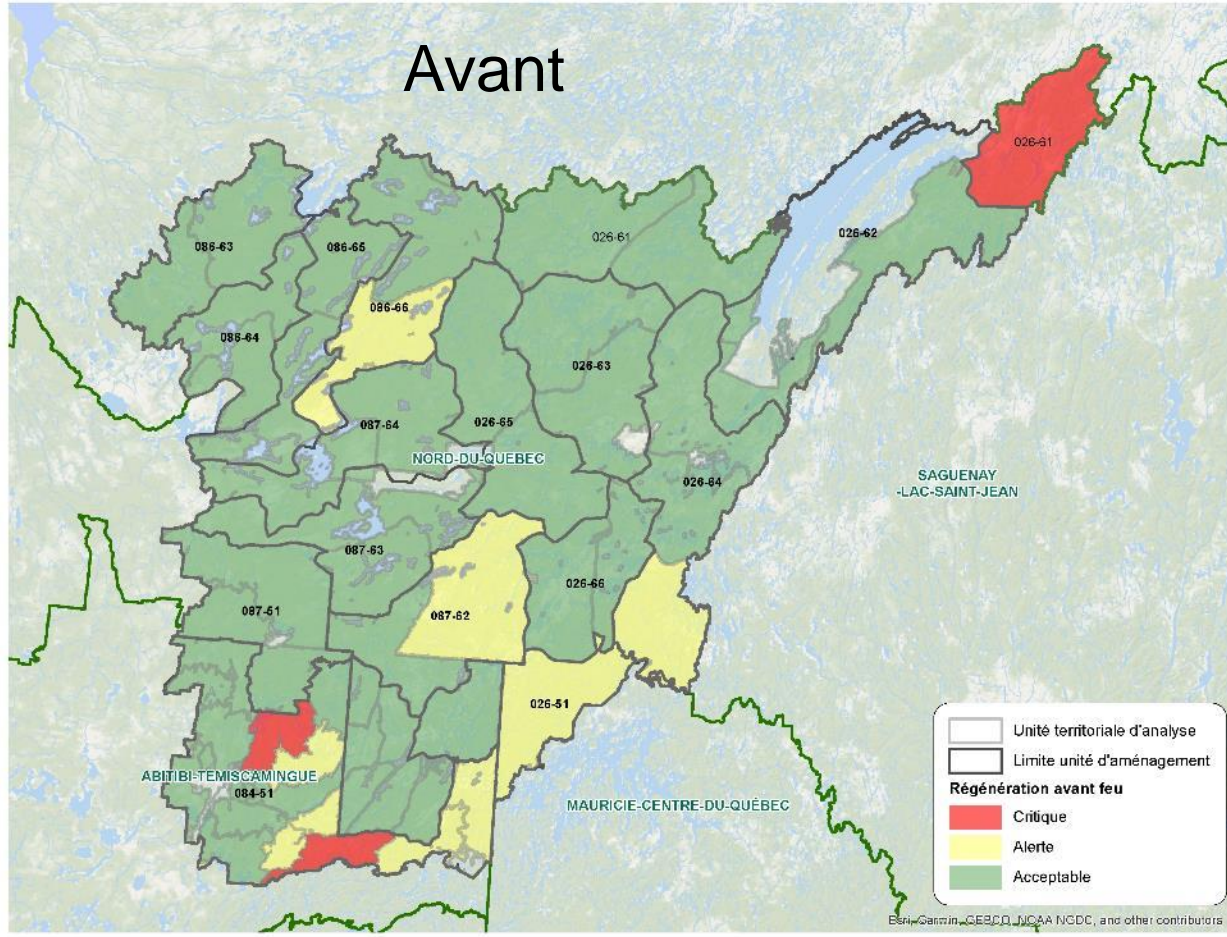 Avant
026-61
086-63
086-65
026-61
026-62
086-66
086-64
026-63
087-64
026-65
NORD-DU-QUEBEC
026-64
SAGUENAY
-LAC-SAINT-JEAN
087-63
026-66
087-51
087-62
026-51
ABITIBI-TEMISCAMINGUE
084-51
MAURICIE-CENTRE-DU-QUÉBEC
Unité territoriale d'analyse
Limite unité d'aménagement
Régénération avant feu
Critique
Alerte
Acceptable
Esri, Garmin, GEBCO, NOAA NGDC, and other contributors